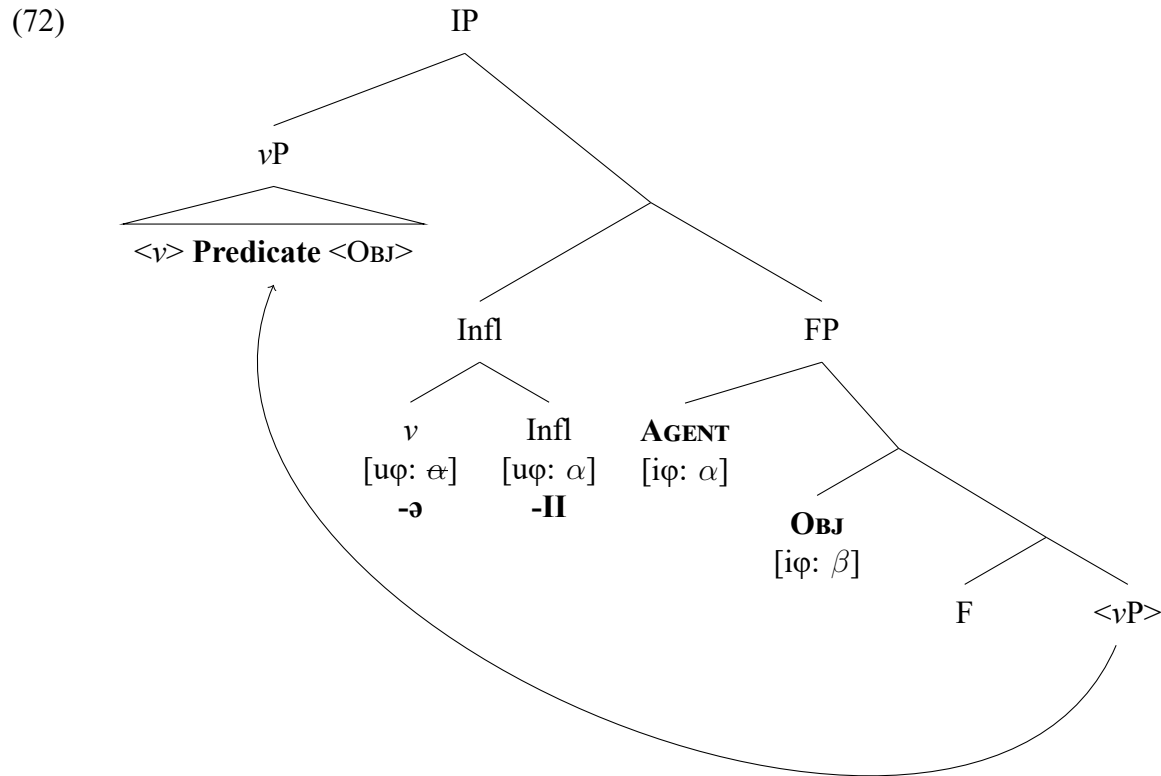 (72) IP
vP
<v> Predicate <OBJ>
Infl FP
v Infl AGENT
[uφ: α̶] [uφ: α] [iφ: α]
-ə -II
OBJ
[iφ: β]
F <vP>